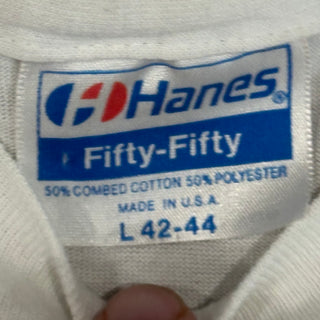 Hanes®
Fifty-Fifty
50% COMBED COTTON 50% POLYESTER
MADE IN U.S.A.
L 42-44